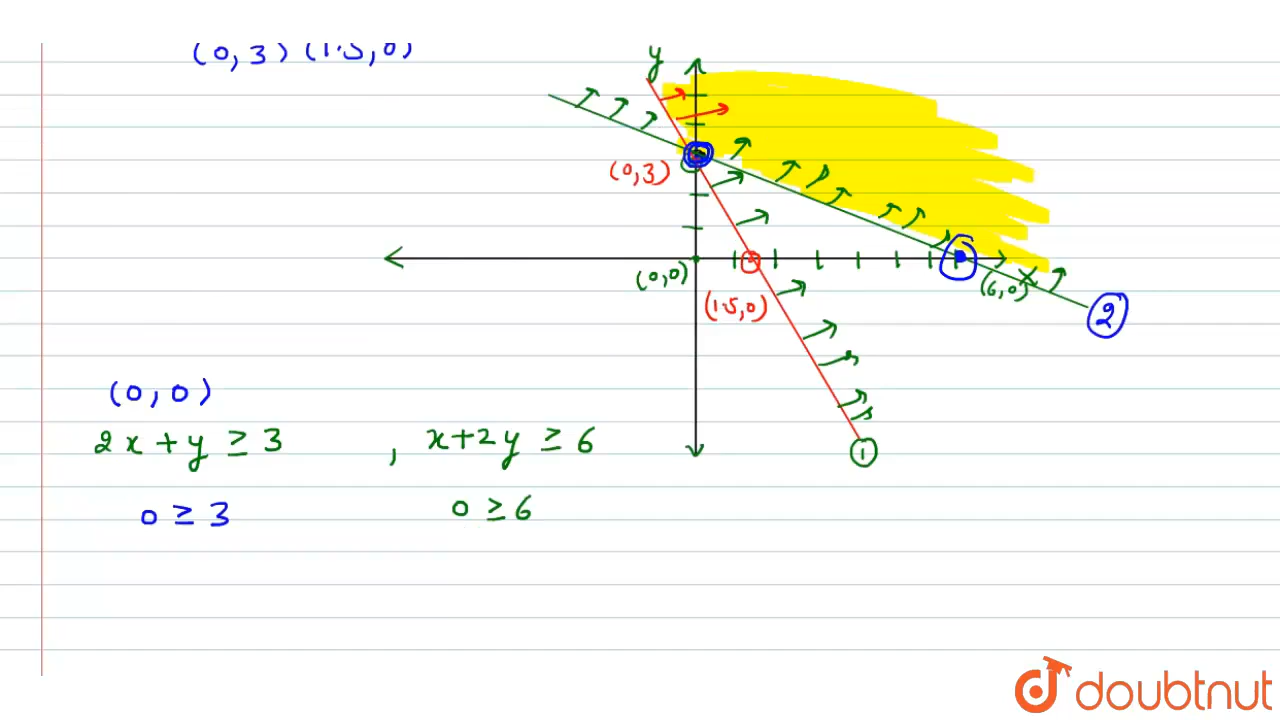 (0, 3) (1.5, 0)
y
(0,3)
(0,0)
(1.5,0)
(6,0)
x
2
1
(0, 0)
2x + y ≥ 3 , x + 2y ≥ 6
0 ≥ 3 0 ≥ 6
doubtnut